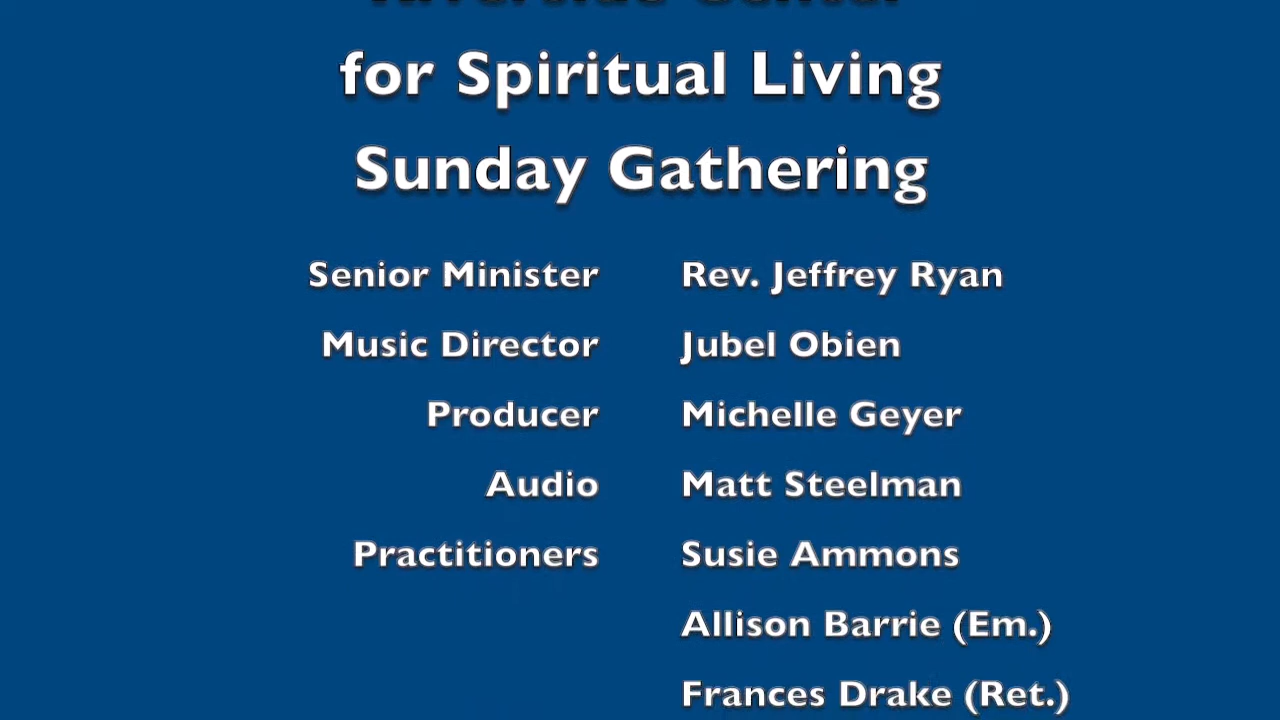 for Spiritual Living
Sunday Gathering
Senior Minister Rev. Jeffrey Ryan
Music Director Jubel Obien
Producer Michelle Geyer
Audio Matt Steelman
Practitioners Susie Ammons
Allison Barrie (Em.)
Frances Drake (Ret.)